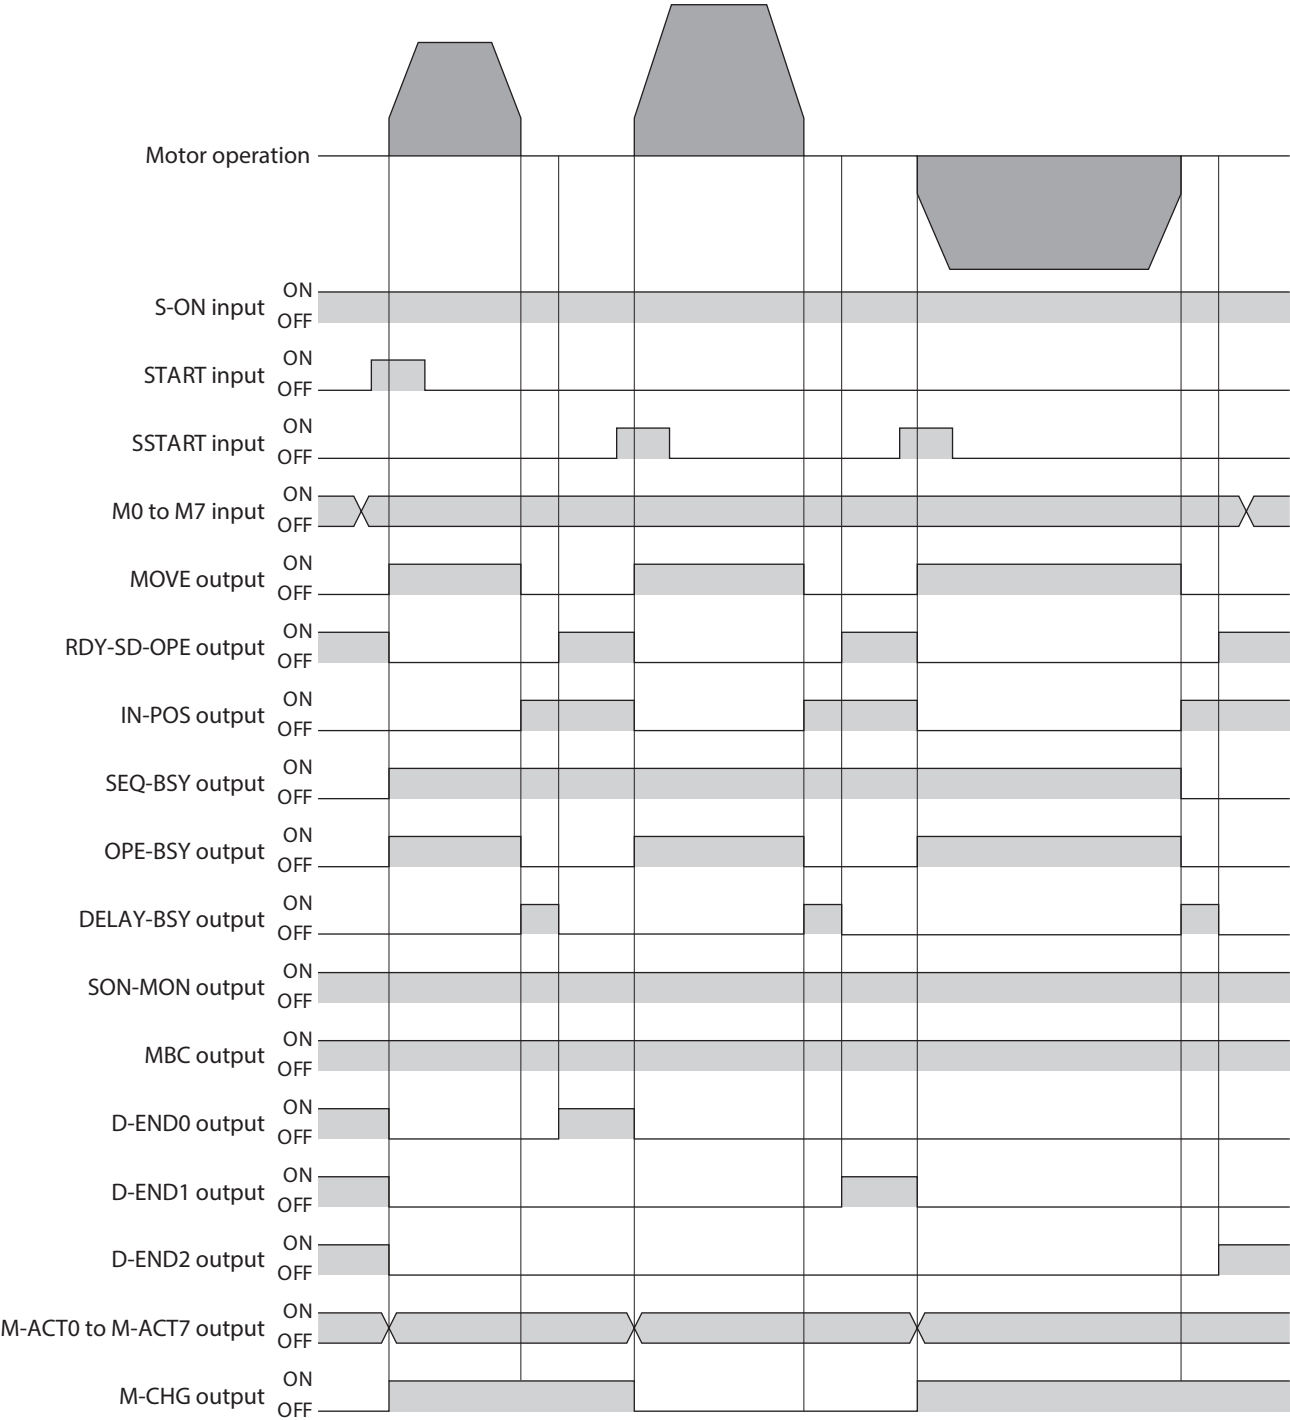 Motor operation
S-ON input
ON
OFF
START input
ON
OFF
SSTART input
ON
OFF
M0 to M7 input
ON
OFF
MOVE output
ON
OFF
RDY-SD-OPE output
ON
OFF
IN-POS output
ON
OFF
SEQ-BSY output
ON
OFF
OPE-BSY output
ON
OFF
DELAY-BSY output
ON
OFF
SON-MON output
ON
OFF
MBC output
ON
OFF
D-END0 output
ON
OFF
D-END1 output
ON
OFF
D-END2 output
ON
OFF
M-ACT0 to M-ACT7 output
ON
OFF
M-CHG output
ON
OFF